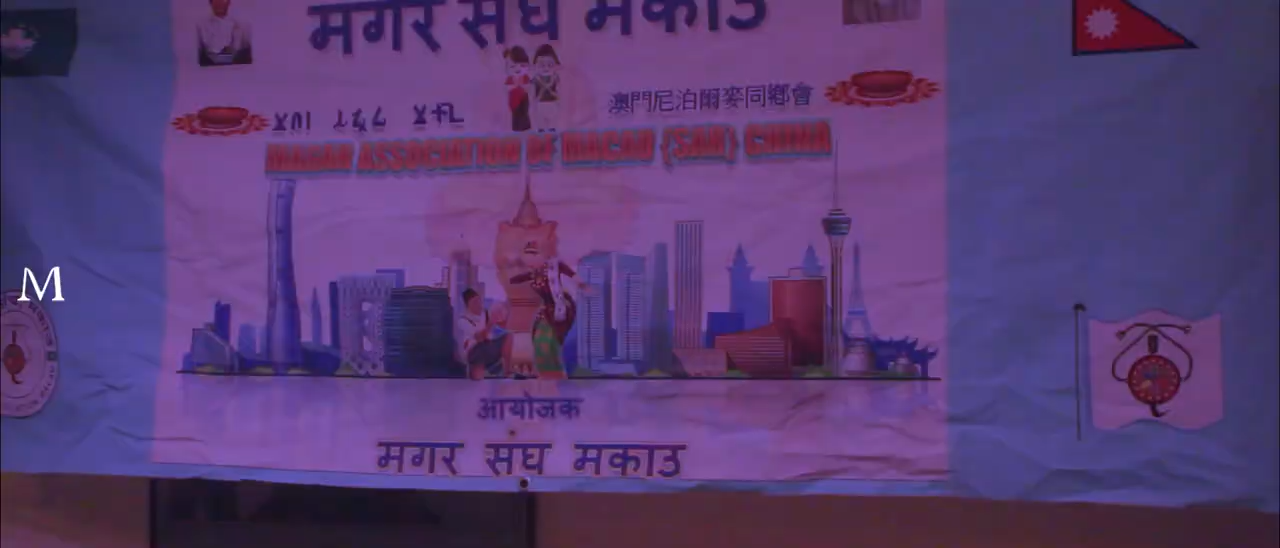 मगर संघ मकाउ
澳門尼泊爾麥同鄉會
MAGAR ASSOCIATION OF MACAU (SAR) CHINA
M
आयोजक
मगर संघ मकाउ